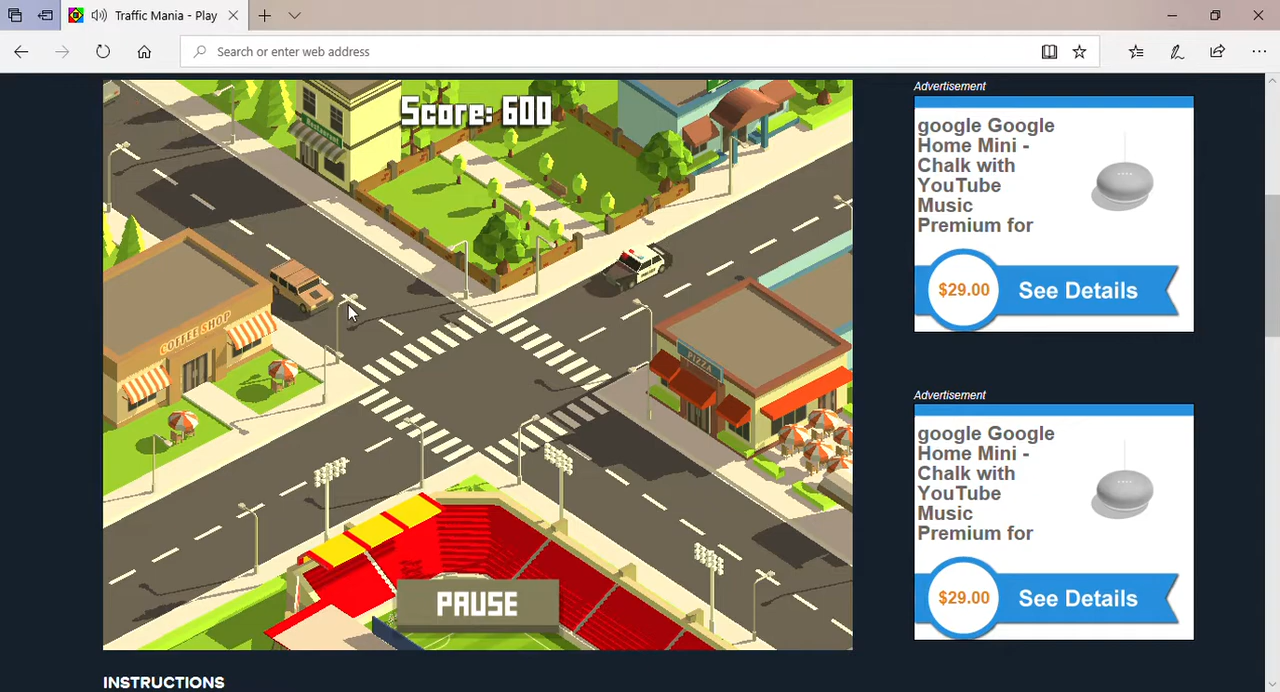 Traffic Mania - Play
Search or enter web address
Score: 600
COFFEE SHOP
PIZZA
PAUSE
INSTRUCTIONS
Advertisement
google Google
Home Mini -
Chalk with
YouTube
Music
Premium for
$29.00
See Details
Advertisement
google Google
Home Mini -
Chalk with
YouTube
Music
Premium for
$29.00
See Details